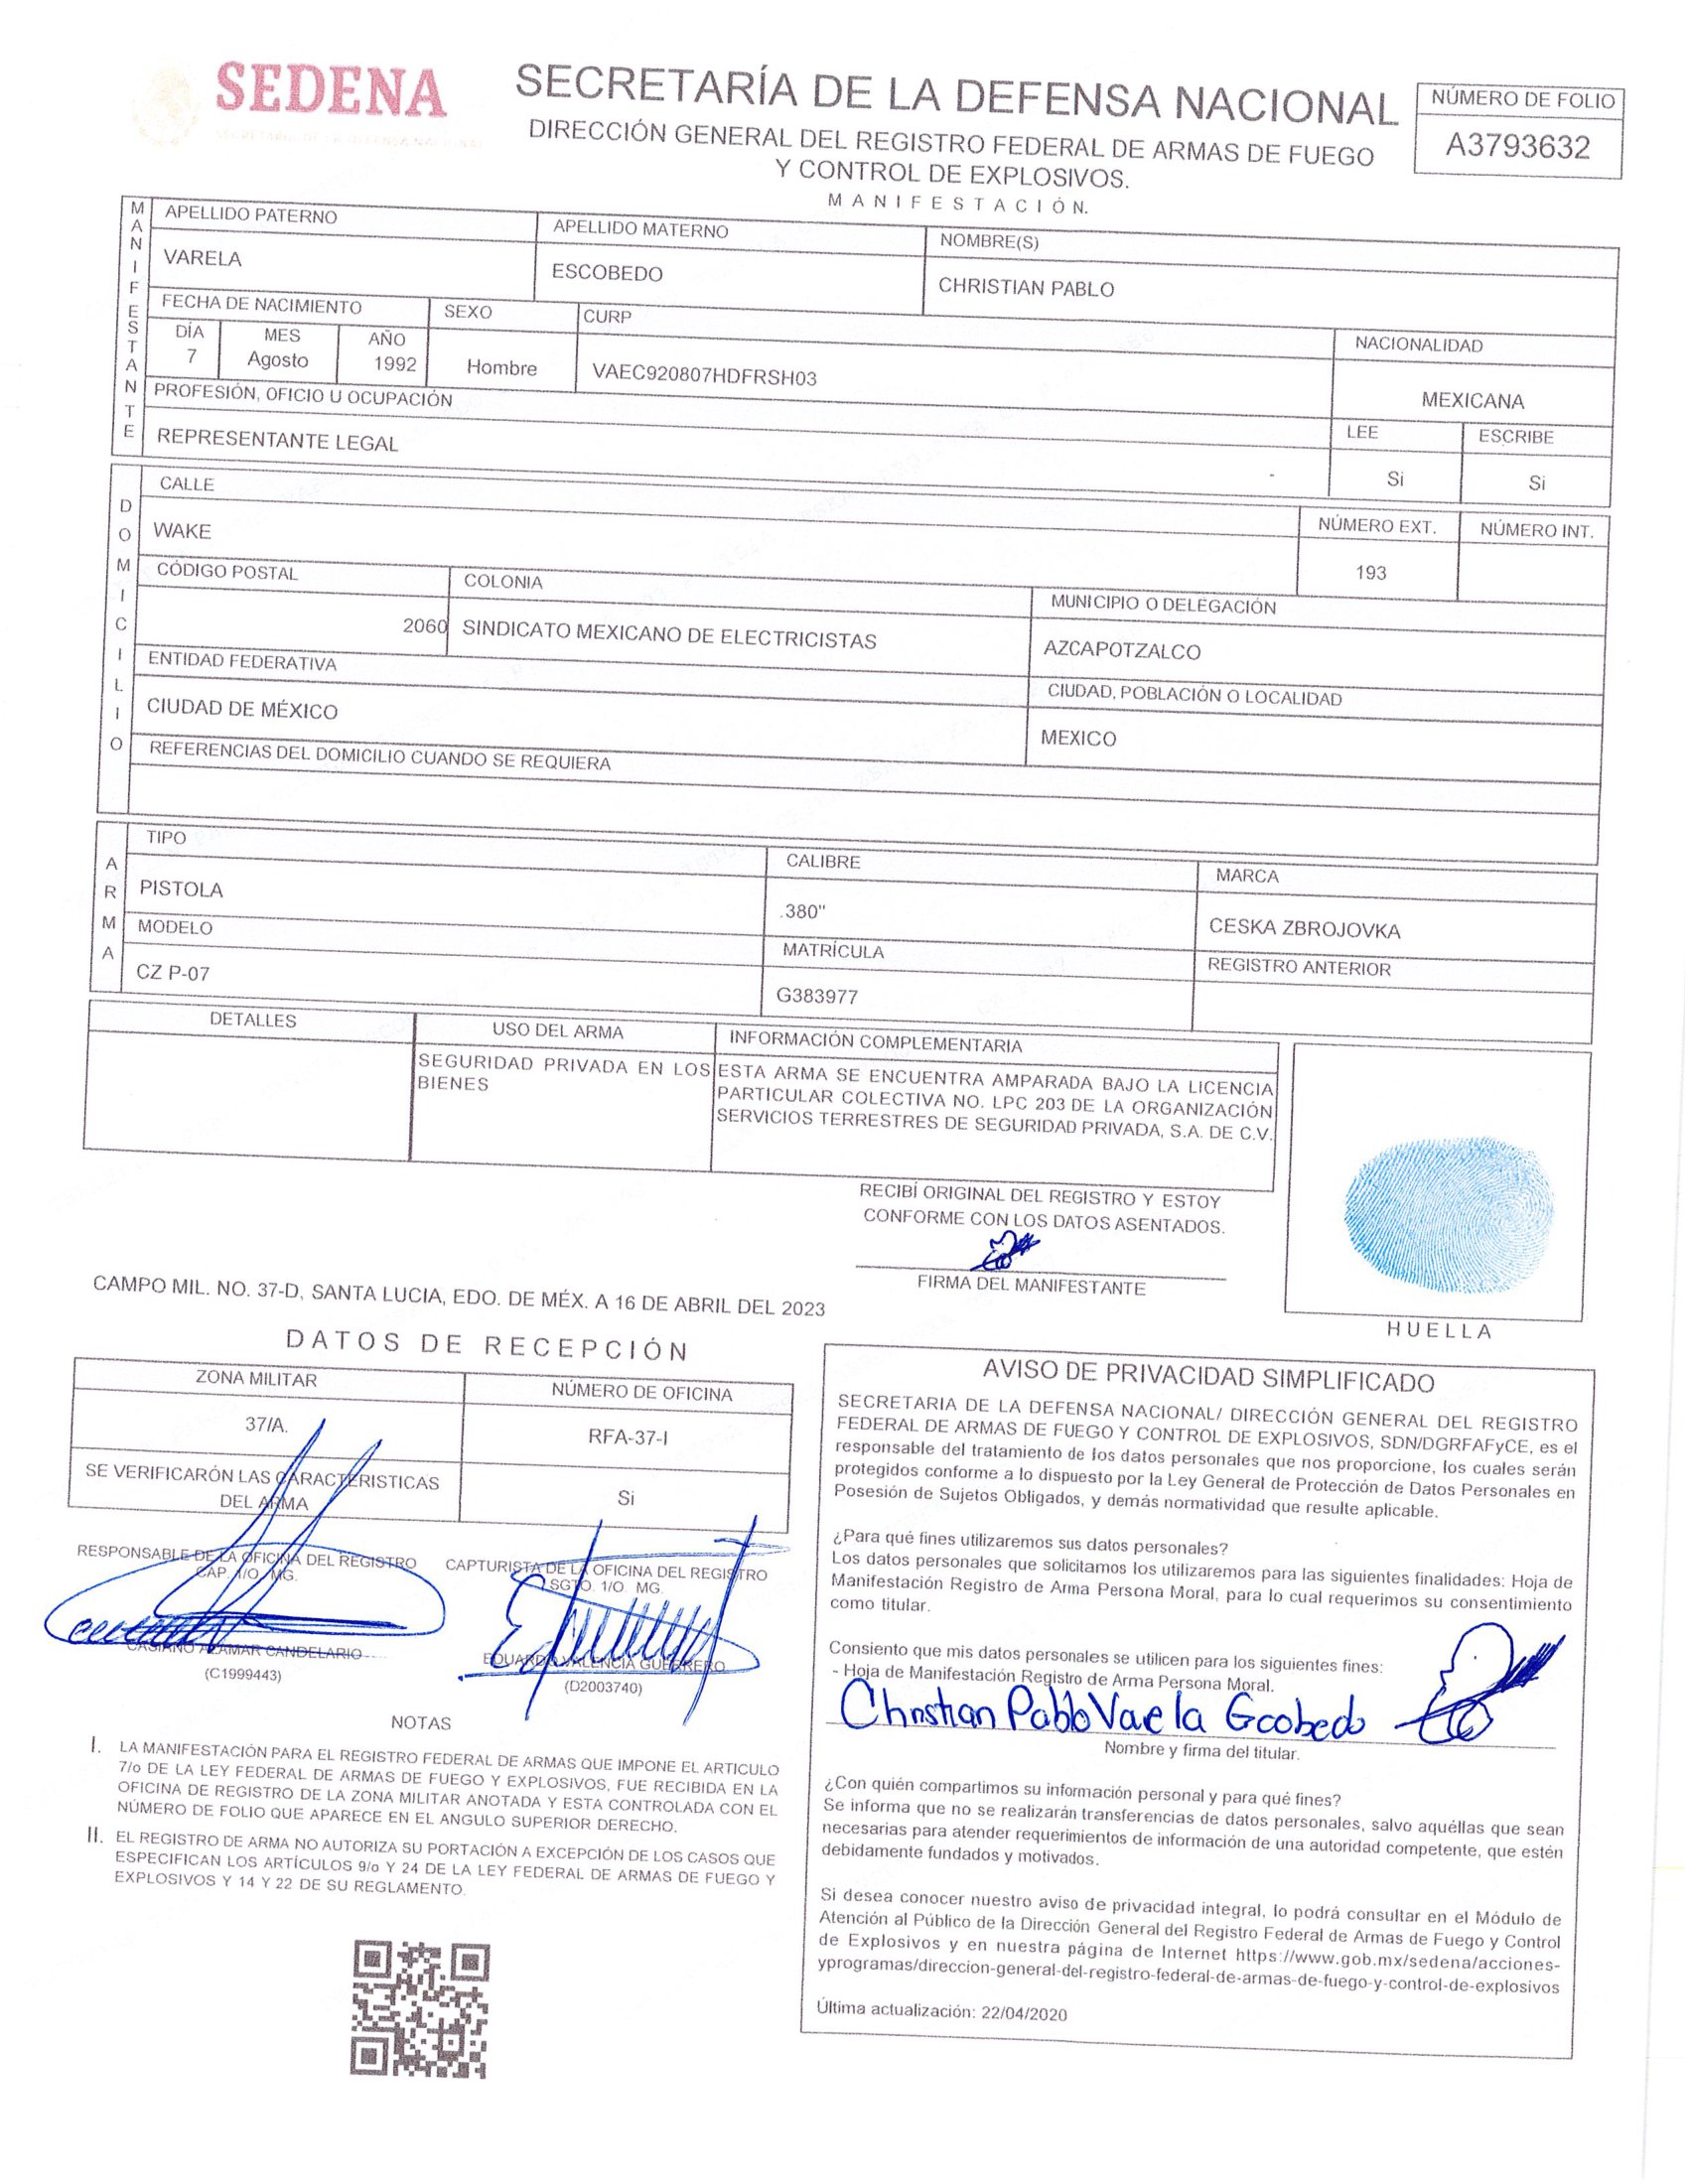 SEDENA
SECRETARÍA DE LA DEFENSA NACIONAL
DIRECCIÓN GENERAL DEL REGISTRO FEDERAL DE ARMAS DE FUEGO
Y CONTROL DE EXPLOSIVOS.
MANIFESTACIÓN.
NÚMERO DE FOLIO
A3793632
MANIFESTANTE
APELLIDO PATERNO
APELLIDO MATERNO
NOMBRE(S)
VARELA
ESCOBEDO
CHRISTIAN PABLO
FECHA DE NACIMIENTO
SEXO
CURP
NACIONALIDAD
DÍA
MES
AÑO
7
Agosto
1992
Hombre
VAEC920807HDFRSH03
MEXICANA
PROFESIÓN, OFICIO U OCUPACIÓN
LEE
ESCRIBE
REPRESENTANTE LEGAL
-
Si
Si
DOMICILIO
CALLE
NÚMERO EXT.
NÚMERO INT.
WAKE
193
CÓDIGO POSTAL
COLONIA
MUNICIPIO O DELEGACIÓN
2060
SINDICATO MEXICANO DE ELECTRICISTAS
AZCAPOTZALCO
ENTIDAD FEDERATIVA
CIUDAD, POBLACIÓN O LOCALIDAD
CIUDAD DE MÉXICO
MEXICO
REFERENCIAS DEL DOMICILIO CUANDO SE REQUIERA
ARMA
TIPO
CALIBRE
MARCA
PISTOLA
.380"
CESKA ZBROJOVKA
MODELO
MATRÍCULA
REGISTRO ANTERIOR
CZ P-07
G383977
DETALLES
USO DEL ARMA
INFORMACIÓN COMPLEMENTARIA
SEGURIDAD PRIVADA EN LOS
BIENES
ESTA ARMA SE ENCUENTRA AMPARADA BAJO LA LICENCIA
PARTICULAR COLECTIVA NO. LPC 203 DE LA ORGANIZACIÓN
SERVICIOS TERRESTRES DE SEGURIDAD PRIVADA, S.A. DE C.V.
RECIBÍ ORIGINAL DEL REGISTRO Y ESTOY
CONFORME CON LOS DATOS ASENTADOS.
FIRMA DEL MANIFESTANTE
HUELLA
CAMPO MIL. NO. 37-D, SANTA LUCIA, EDO. DE MÉX. A 16 DE ABRIL DEL 2023
DATOS DE RECEPCIÓN
ZONA MILITAR
NÚMERO DE OFICINA
37/A.
RFA-37-I
SE VERIFICARÓN LAS CARACTERISTICAS
DEL ARMA
Si
RESPONSABLE DE LA OFICINA DEL REGISTRO
CAP. 1/O. MG.
CASIANO ALAMAR CANDELARIO
(C1999443)
CAPTURISTA DE LA OFICINA DEL REGISTRO
SGTO. 1/O. MG.
EDUARDO VALENCIA GUERRERO
(D2003740)
NOTAS
I. LA MANIFESTACIÓN PARA EL REGISTRO FEDERAL DE ARMAS QUE IMPONE EL ARTICULO
7/o DE LA LEY FEDERAL DE ARMAS DE FUEGO Y EXPLOSIVOS, FUE RECIBIDA EN LA
OFICINA DE REGISTRO DE LA ZONA MILITAR ANOTADA Y ESTA CONTROLADA CON EL
NÚMERO DE FOLIO QUE APARECE EN EL ANGULO SUPERIOR DERECHO.
II. EL REGISTRO DE ARMA NO AUTORIZA SU PORTACIÓN A EXCEPCIÓN DE LOS CASOS QUE
ESPECIFICAN LOS ARTÍCULOS 9/o Y 24 DE LA LEY FEDERAL DE ARMAS DE FUEGO Y
EXPLOSIVOS Y 14 Y 22 DE SU REGLAMENTO.
AVISO DE PRIVACIDAD SIMPLIFICADO
SECRETARIA DE LA DEFENSA NACIONAL/ DIRECCIÓN GENERAL DEL REGISTRO
FEDERAL DE ARMAS DE FUEGO Y CONTROL DE EXPLOSIVOS, SDN/DGRFAFyCE, es el
responsable del tratamiento de los datos personales que nos proporcione, los cuales serán
protegidos conforme a lo dispuesto por la Ley General de Protección de Datos Personales en
Posesión de Sujetos Obligados, y demás normatividad que resulte aplicable.
¿Para qué fines utilizaremos sus datos personales?
Los datos personales que solicitamos los utilizaremos para las siguientes finalidades: Hoja de
Manifestación Registro de Arma Persona Moral, para lo cual requerimos su consentimiento
como titular.
Consiento que mis datos personales se utilicen para los siguientes fines:
- Hoja de Manifestación Registro de Arma Persona Moral.
Christian Pablo Varela Escobedo
Nombre y firma del titular.
¿Con quién compartimos su información personal y para qué fines?
Se informa que no se realizarán transferencias de datos personales, salvo aquéllas que sean
necesarias para atender requerimientos de información de una autoridad competente, que estén
debidamente fundados y motivados.
Si desea conocer nuestro aviso de privacidad integral, lo podrá consultar en el Módulo de
Atención al Público de la Dirección General del Registro Federal de Armas de Fuego y Control
de Explosivos y en nuestra página de Internet https://www.gob.mx/sedena/acciones-
yprogramas/direccion-general-del-registro-federal-de-armas-de-fuego-y-control-de-explosivos
Última actualización: 22/04/2020